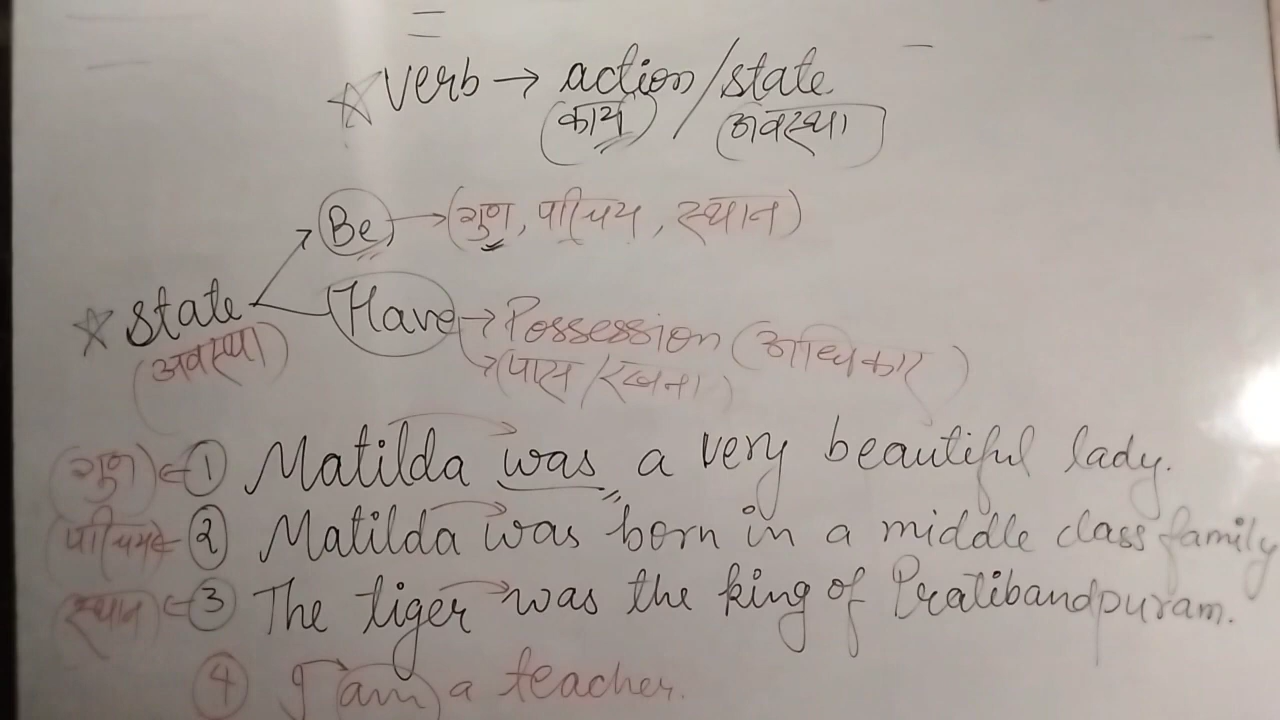 ☆ Verb → action / state
(कार्य) / (अवस्था)
Be → (गुण, परिचय, स्थान)
☆ state
(अवस्था)
Have → Possession (अधिकार)
→ (पास / रखना)
(गुण) ← ① Matilda was a very beautiful lady.
परिचय ← ② Matilda was born in a middle class family
स्थान ← ③ The tiger was the king of Pratibandpuram.
④ I am a teacher.